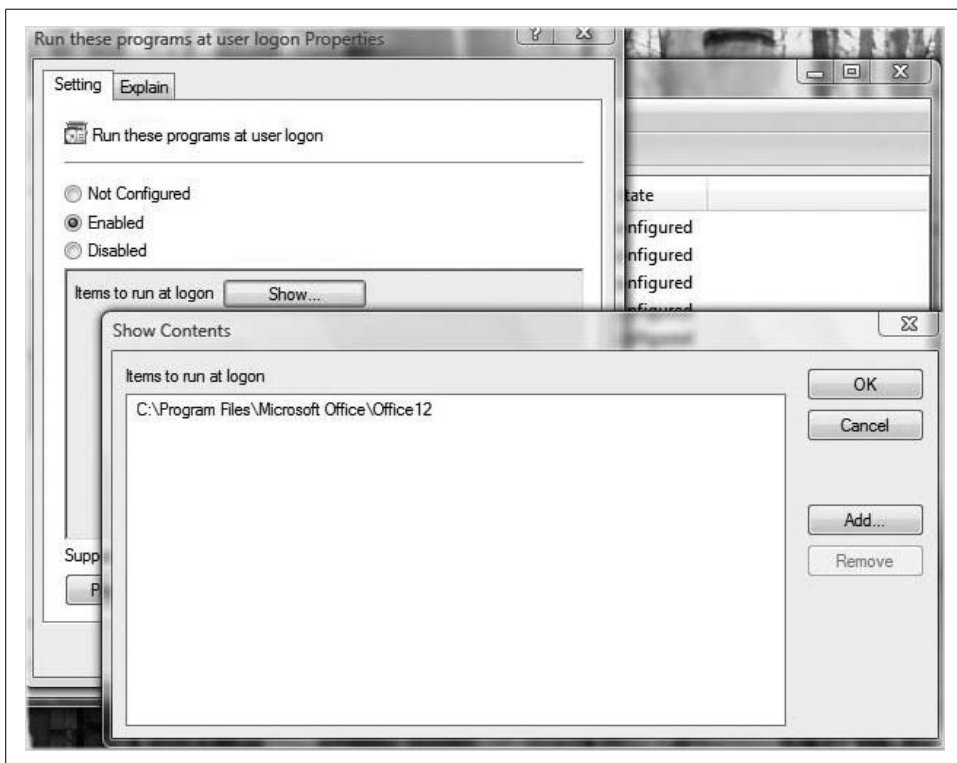 Run these programs at user logon Properties
Setting
Explain
Run these programs at user logon
Not Configured
Enabled
Disabled
Items to run at logon
Show...
tate
nfigured
nfigured
nfigured
nfigured
Show Contents
Items to run at logon
C:\Program Files\Microsoft Office\Office12
OK
Cancel
Add...
Remove
Supp
P